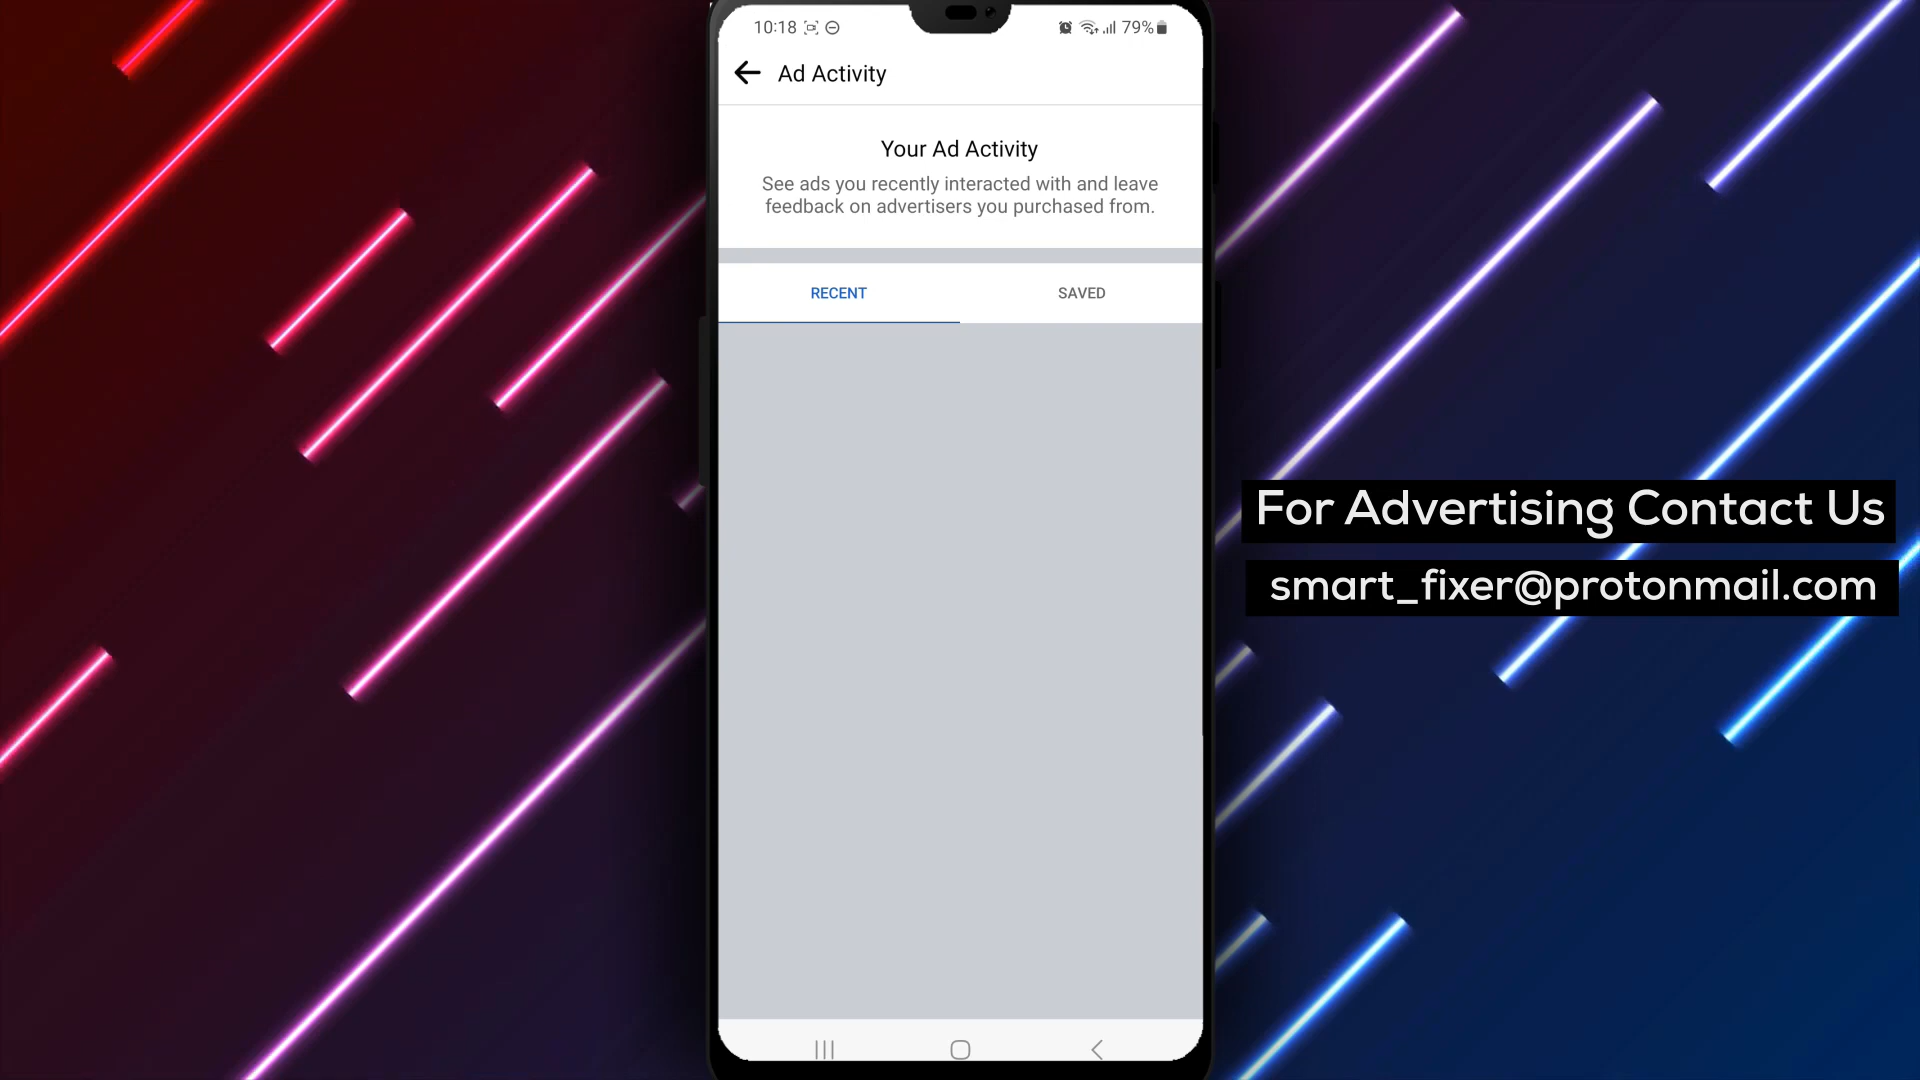 10:18
79%
Ad Activity
Your Ad Activity
See ads you recently interacted with and leave
feedback on advertisers you purchased from.
RECENT
SAVED
For Advertising Contact Us
smart_fixer@protonmail.com